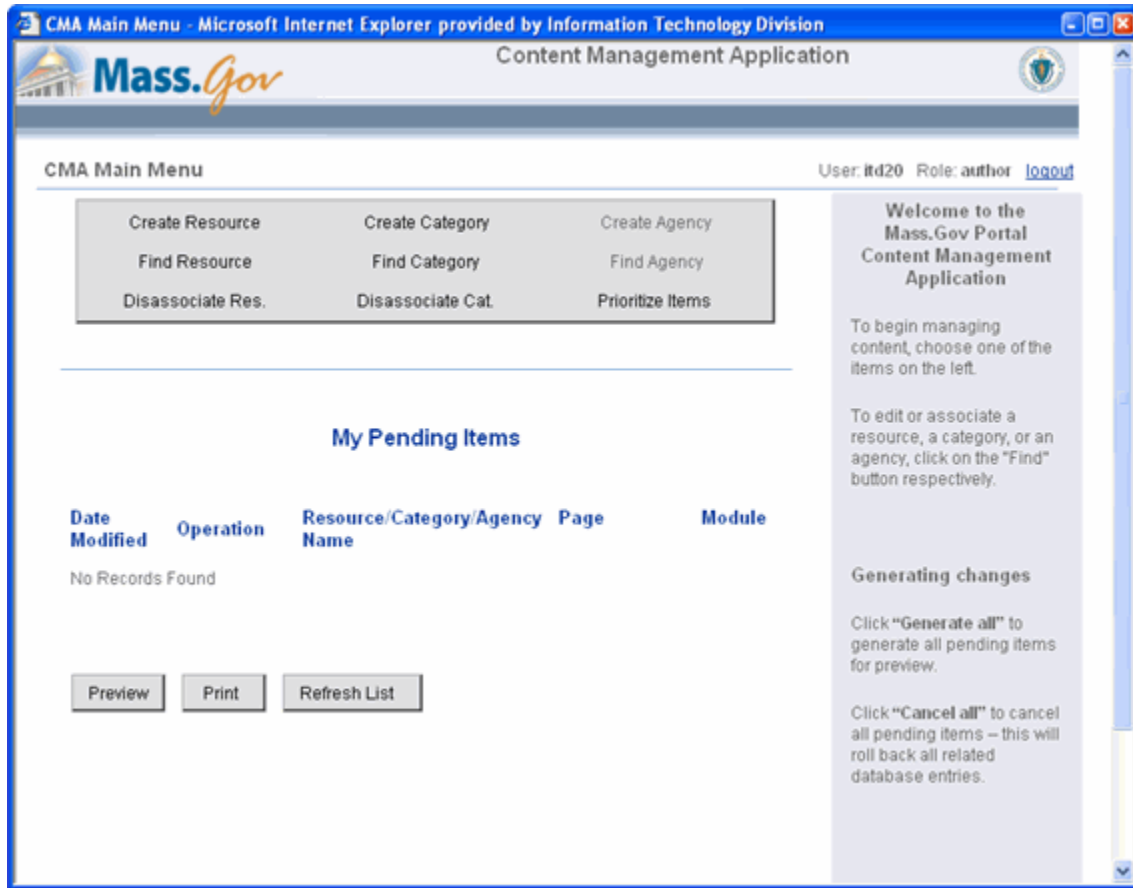 CMA Main Menu - Microsoft Internet Explorer provided by Information Technology Division
Mass.Gov
Content Management Application
CMA Main Menu
User: itd20 Role: author logout
Create Resource Create Category Create Agency
Find Resource Find Category Find Agency
Disassociate Res. Disassociate Cat. Prioritize Items
My Pending Items
Date Modified Operation Resource/Category/Agency Name Page Module
No Records Found
Preview Print Refresh List
Welcome to the
Mass.Gov Portal
Content Management
Application
To begin managing
content, choose one of the
items on the left.
To edit or associate a
resource, a category, or an
agency, click on the "Find"
button respectively.
Generating changes
Click “Generate all” to
generate all pending items
for preview.
Click “Cancel all” to cancel
all pending items – this will
roll back all related
database entries.